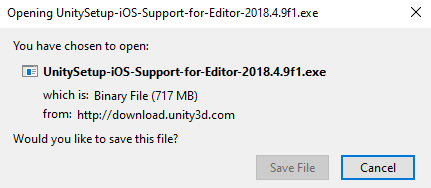 Opening UnitySetup-iOS-Support-for-Editor-2018.4.9f1.exe
You have chosen to open:
UnitySetup-iOS-Support-for-Editor-2018.4.9f1.exe
which is: Binary File (717 MB)
from: http://download.unity3d.com
Would you like to save this file?
Save File Cancel